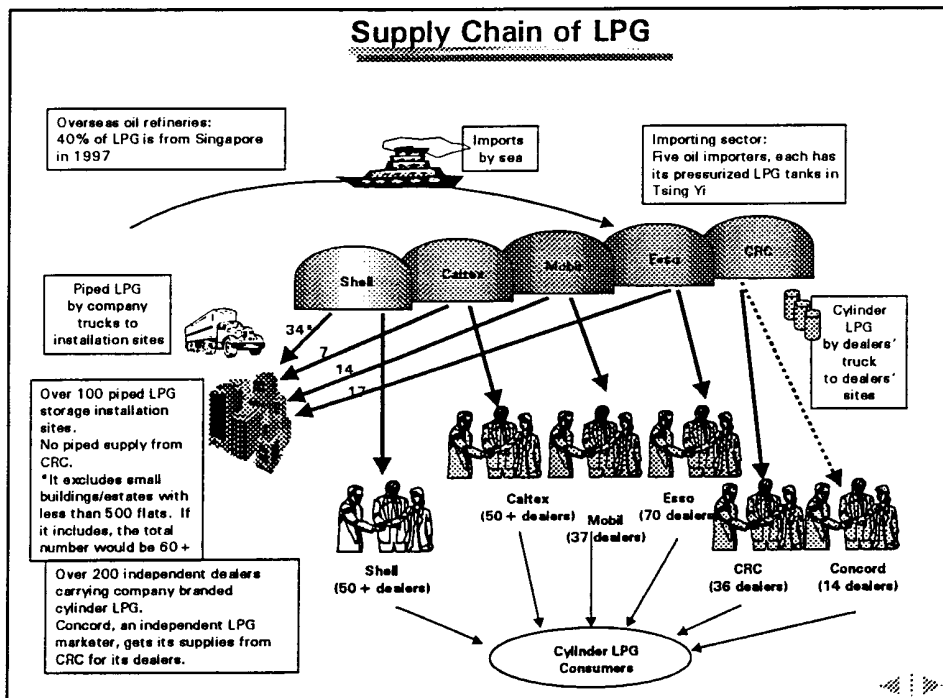 Supply Chain of LPG
Overseas oil refineries:
40% of LPG is from Singapore
in 1997
Imports
by sea
Importing sector:
Five oil importers, each has
its pressurized LPG tanks in
Tsing Yi
Shell
Caltex
Mobil
Esso
CRC
Piped LPG
by company
trucks to
installation sites
34*
7
14
17
Cylinder
LPG
by dealers'
truck
to dealers'
sites
Over 100 piped LPG
storage installation
sites.
No piped supply from
CRC.
*It excludes small
buildings/estates with
less than 500 flats. If
it includes, the total
number would be 60+
Caltex
(50 + dealers)
Mobil
(37 dealers)
Esso
(70 dealers)
Shell
(50 + dealers)
CRC
(36 dealers)
Concord
(14 dealers)
Over 200 independent dealers
carrying company branded
cylinder LPG.
Concord, an independent LPG
marketer, gets its supplies from
CRC for its dealers.
Cylinder LPG
Consumers